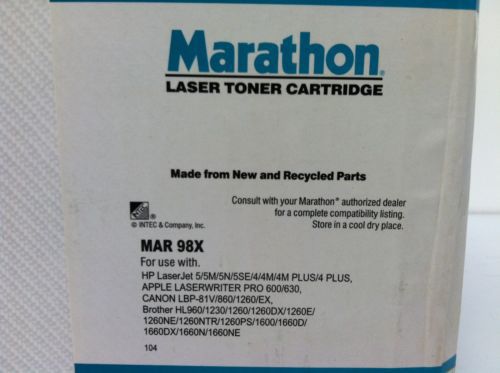 Marathon®
LASER TONER CARTRIDGE
Made from New and Recycled Parts
Consult with your Marathon® authorized dealer
for a complete compatibility listing.
Store in a cool dry place.
INTEC ®
© INTEC & Company, Inc.
MAR 98X
For use with.
HP LaserJet 5/5M/5N/5SE/4/4M/4M PLUS/4 PLUS,
APPLE LASERWRITER PRO 600/630,
CANON LBP-81V/860/1260/EX,
Brother HL960/1230/1260/1260DX/1260E/
1260NE/1260NTR/1260PS/1600/1660D/
1660DX/1660N/1660NE
104